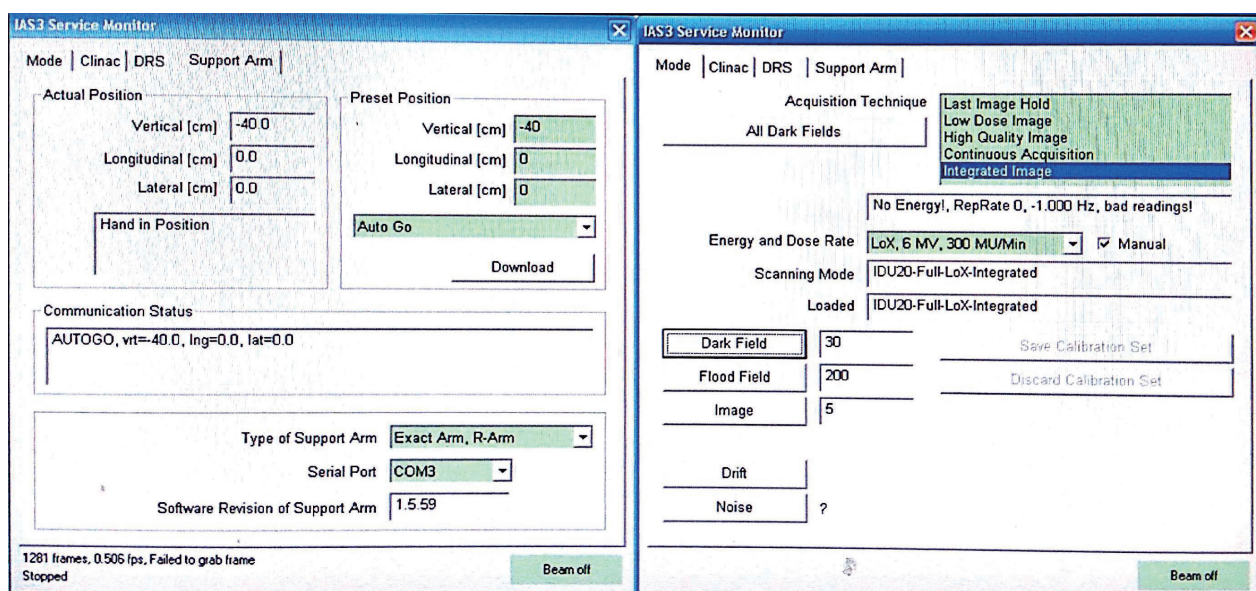 IAS3 Service Monitor
Mode Clinac DRS Support Arm
Actual Position
Vertical [cm] -40.0
Longitudinal [cm] 0.0
Lateral [cm] 0.0
Hand in Position
Preset Position
Vertical [cm] -40
Longitudinal [cm] 0
Lateral [cm] 0
Auto Go
Download
Communication Status
AUTOGO, vrt=-40.0, lng=0.0, lat=0.0
Type of Support Arm Exact Arm, R-Arm
Serial Port COM3
Software Revision of Support Arm 1.5.59
1281 frames, 0.506 fps, Failed to grab frame
Stopped
Beam off
IAS3 Service Monitor
Mode Clinac DRS Support Arm
Acquisition Technique
All Dark Fields
Last Image Hold
Low Dose Image
High Quality Image
Continuous Acquisition
Integrated Image
No Energy!, RepRate 0, -1.000 Hz, bad readings!
Energy and Dose Rate LoX, 6 MV, 300 MU/Min Manual
Scanning Mode IDU20-Full-LoX-Integrated
Loaded IDU20-Full-LoX-Integrated
Dark Field 30 Save Calibration Set
Flood Field 200 Discard Calibration Set
Image 5
Drift
Noise ?
Beam off